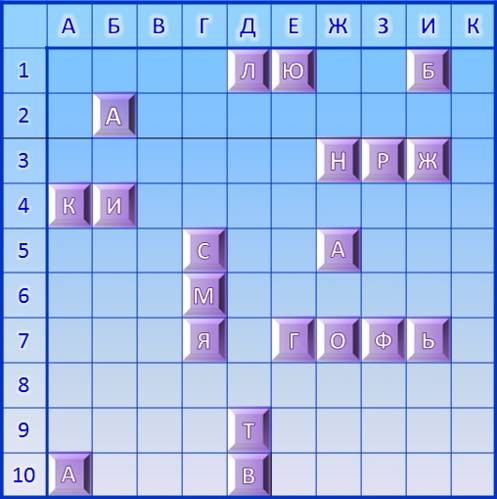 А Б В Г Д Е Ж З И К
1 Л Ю Б
2 А
3 Н Р Ж
4 К И
5 С А
6 М
7 Я Г О Ф Ь
8
9 Т
10 А В